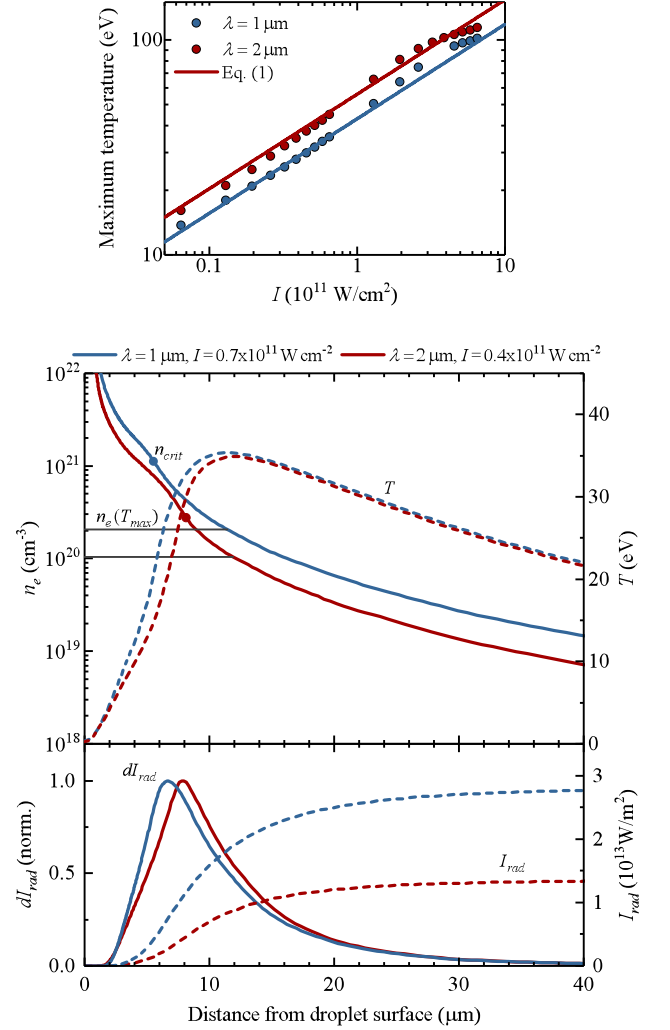 λ = 1 μm
λ = 2 μm
Eq. (1)
Maximum temperature (eV)
100
10
0.1
1
10
I (10¹¹ W/cm²)
λ = 1 μm, I = 0.7x10¹¹ W cm⁻²
λ = 2 μm, I = 0.4x10¹¹ W cm⁻²
10²²
10²¹
10²⁰
10¹⁹
10¹⁸
nₑ (cm⁻³)
n_crit
nₑ (T_max)
T
40
30
20
10
0
T (eV)
dI_rad
I_rad
1.0
0.5
0.0
dI_rad (norm.)
3
2
1
0
I_rad (10¹³W/m²)
0
10
20
30
40
Distance from droplet surface (μm)